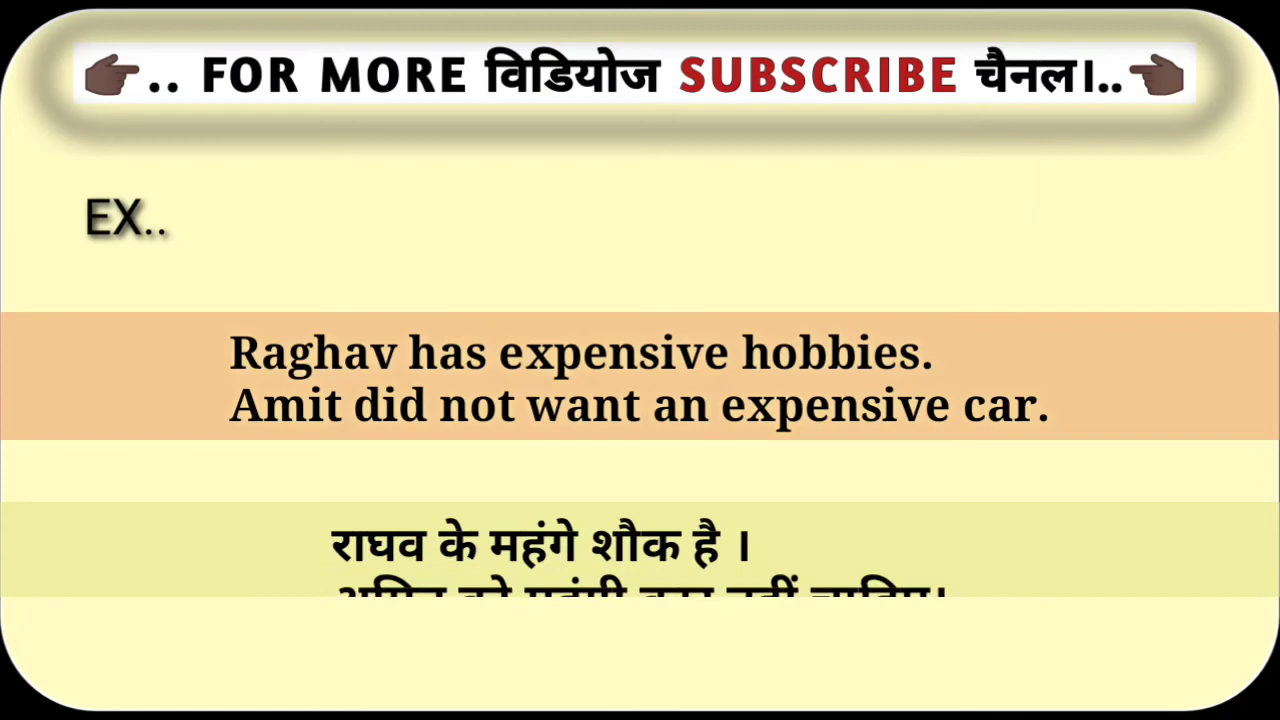 .. FOR MORE विडियोज SUBSCRIBE चैनल।..
EX..
Raghav has expensive hobbies.
Amit did not want an expensive car.
राघव के महंगे शौक है ।